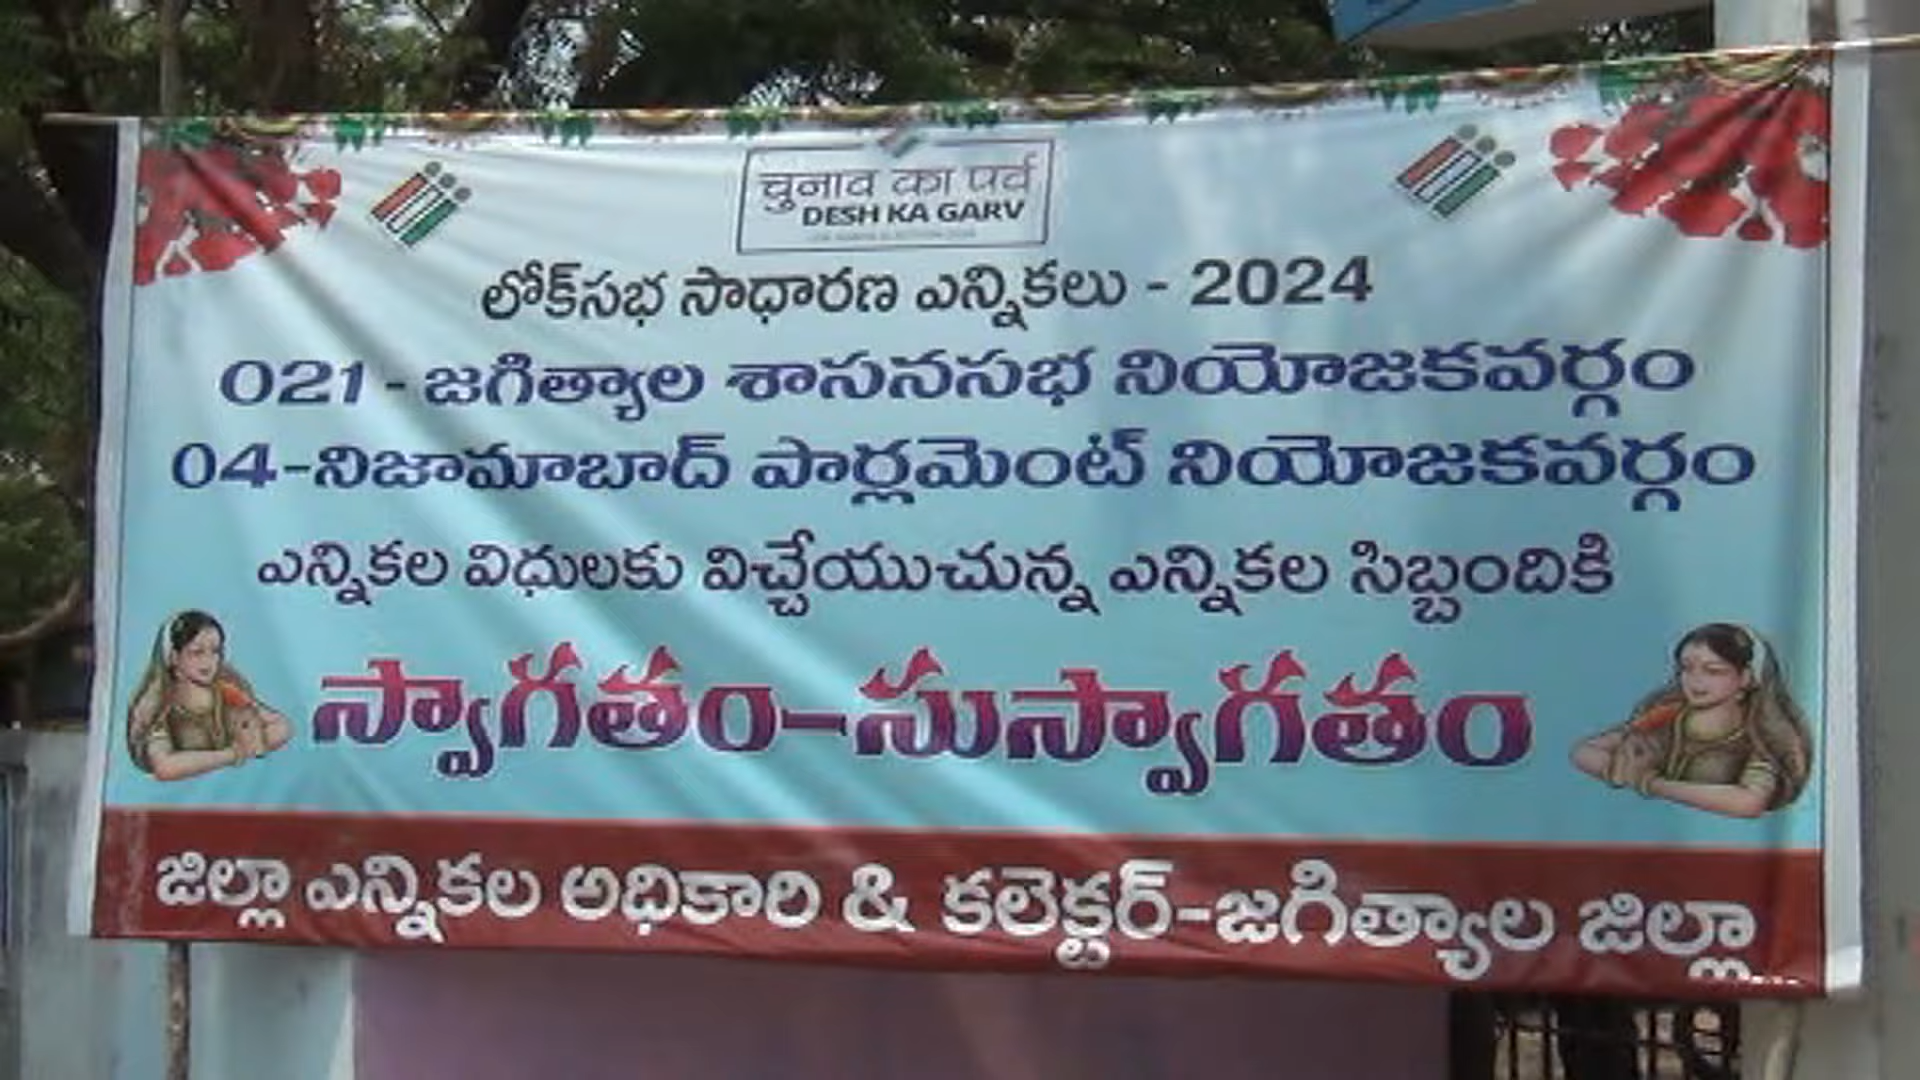 चुनाव का पर्व
DESH KA GARV
లోక్‌సభ సాధారణ ఎన్నికలు - 2024
021 - జగిత్యాల శాసనసభ నియోజకవర్గం
04-నిజామాబాద్ పార్లమెంట్ నియోజకవర్గం
ఎన్నికల విధులకు విచ్చేయుచున్న ఎన్నికల సిబ్బందికి
స్వాగతం-సుస్వాగతం
జిల్లా ఎన్నికల అధికారి & కలెక్టర్-జగిత్యాల జిల్లా